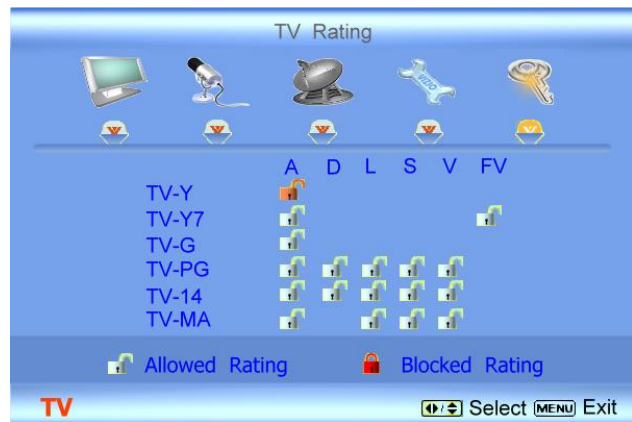 TV Rating
VIZIO
A D L S V FV
TV-Y
TV-Y7
TV-G
TV-PG
TV-14
TV-MA
Allowed Rating Blocked Rating
TV Select MENU Exit